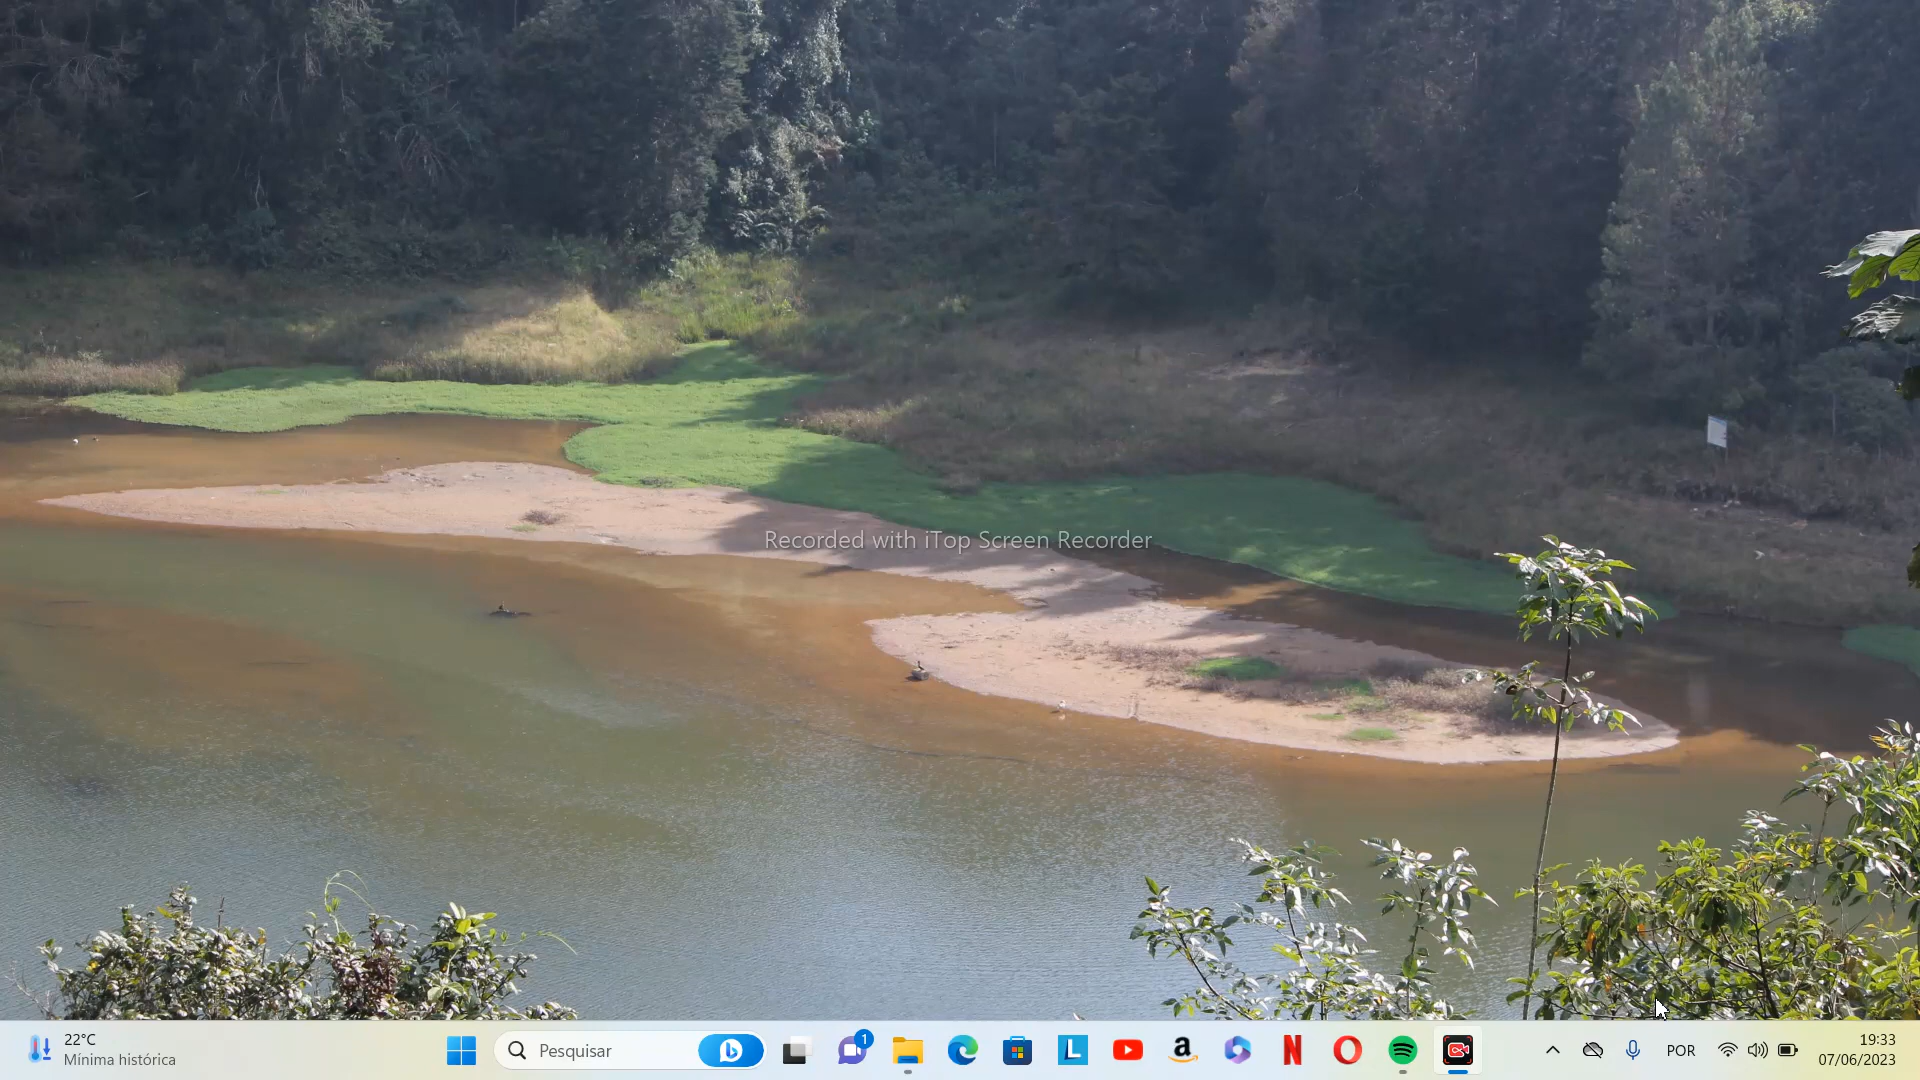 Recorded with iTop Screen Recorder
22°C
Mínima histórica
Pesquisar
1
POR
19:33
07/06/2023